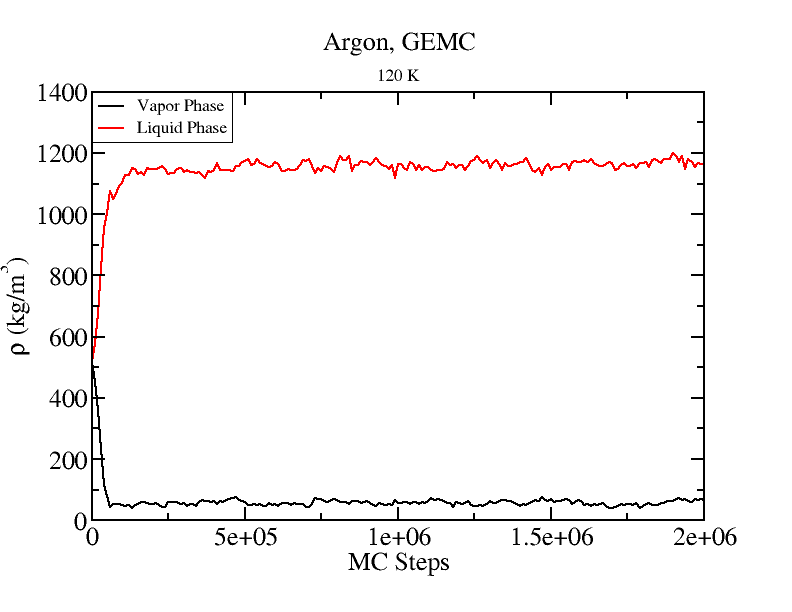 Argon, GEMC
120 K
Vapor Phase
Liquid Phase
1400
1200
1000
800
600
400
200
0
ρ (kg/m³)
0 5e+05 1e+06 1.5e+06 2e+06
MC Steps